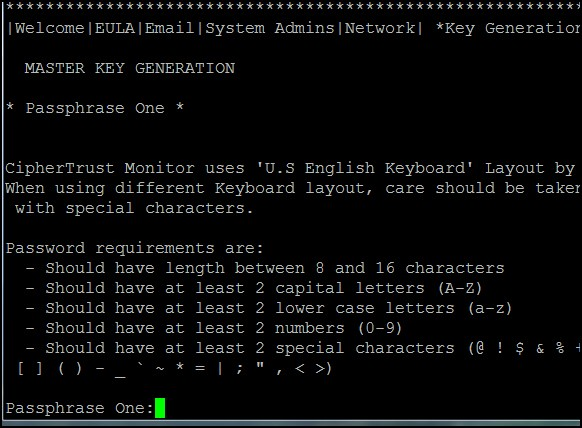 ************************************************************
|Welcome|EULA|Email|System Admins|Network| *Key Generation
MASTER KEY GENERATION
* Passphrase One *
CipherTrust Monitor uses 'U.S English Keyboard' Layout by
When using different Keyboard layout, care should be taken
with special characters.
Password requirements are:
- Should have length between 8 and 16 characters
- Should have at least 2 capital letters (A-Z)
- Should have at least 2 lower case letters (a-z)
- Should have at least 2 numbers (0-9)
- Should have at least 2 special characters (@ ! $ & % +
[ ] ( ) - _ ` ~ * = | ; " , < >)
Passphrase One: